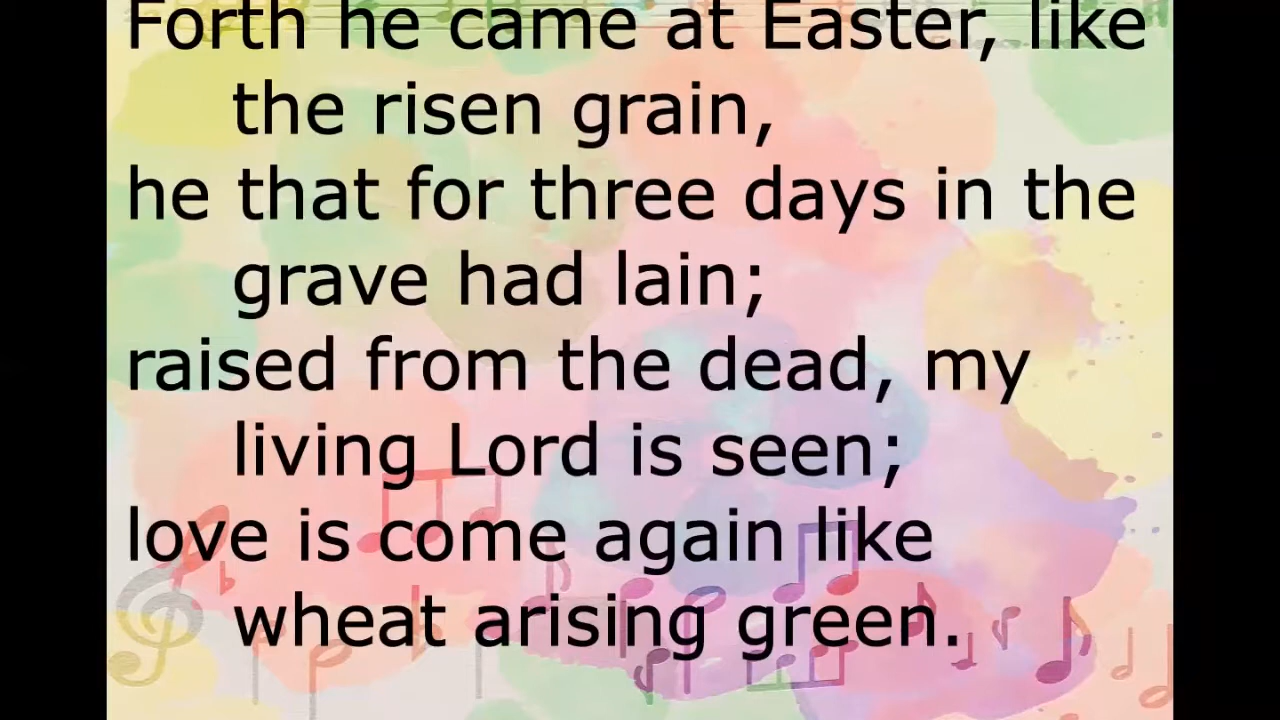 Forth he came at Easter, like
the risen grain,
he that for three days in the
grave had lain;
raised from the dead, my
living Lord is seen;
love is come again like
wheat arising green.